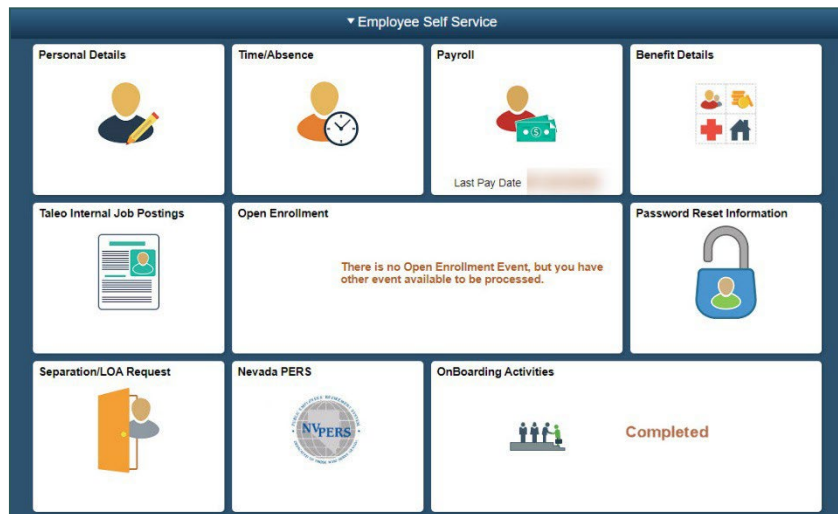 Employee Self Service
Personal Details
Time/Absence
Payroll
Benefit Details
Last Pay Date
Taleo Internal Job Postings
Open Enrollment
Password Reset Information
There is no Open Enrollment Event, but you have
other event available to be processed.
Separation/LOA Request
Nevada PERS
OnBoarding Activities
NVPERS
Completed